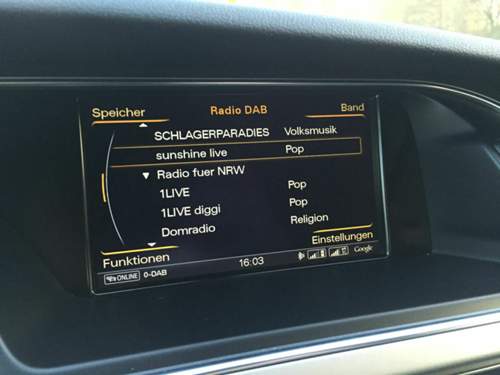 Speicher Radio DAB Band
SCHLAGERPARADIES Volksmusik
sunshine live Pop
Radio fuer NRW
1LIVE Pop
1LIVE diggi Pop
Domradio Religion
Funktionen Einstellungen
ONLINE 0-DAB 16:03 Google